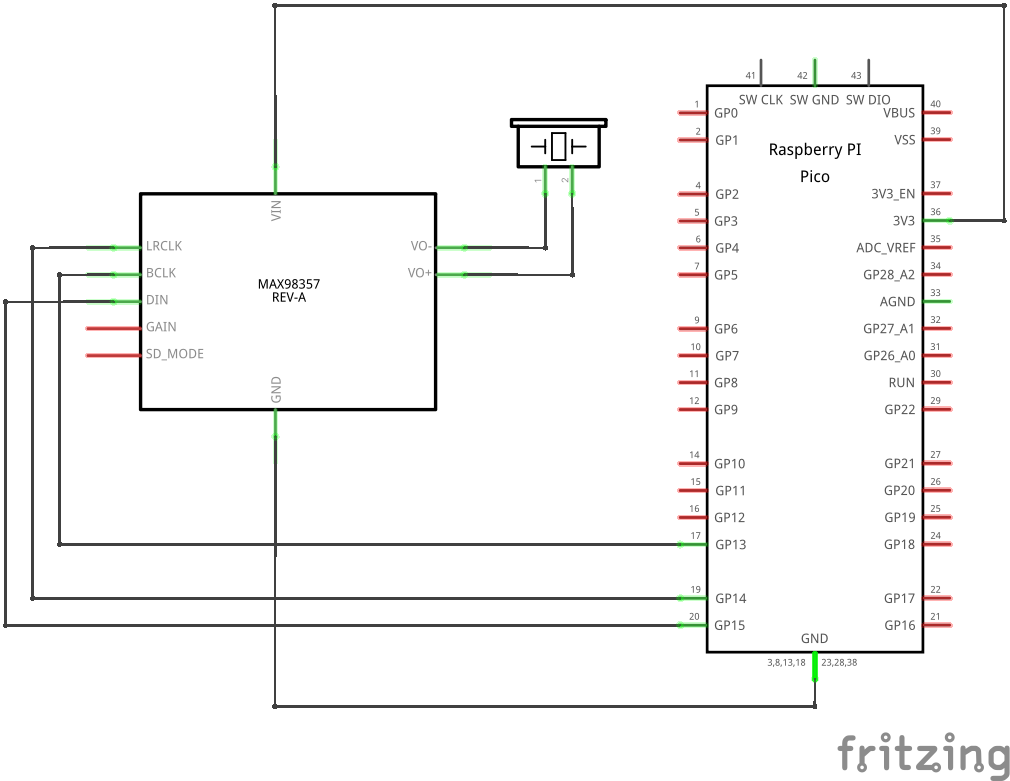 41 42 43
SW CLK SW GND SW DIO
1 GP0 VBUS 40
2 GP1 VSS 39
Raspberry PI
Pico
1 2
4 GP2 3V3_EN 37
VIN
5 GP3 3V3 36
LRCLK VO- 6 GP4 ADC_VREF 35
BCLK VO+ 7 GP5 GP28_A2 34
MAX98357
REV-A
DIN AGND 33
GAIN 9 GP6 GP27_A1 32
SD_MODE 10 GP7 GP26_A0 31
GND
11 GP8 RUN 30
12 GP9 GP22 29
14 GP10 GP21 27
15 GP11 GP20 26
16 GP12 GP19 25
17 GP13 GP18 24
19 GP14 GP17 22
20 GP15 GP16 21
GND
3,8,13,18 23,28,38
fritzing